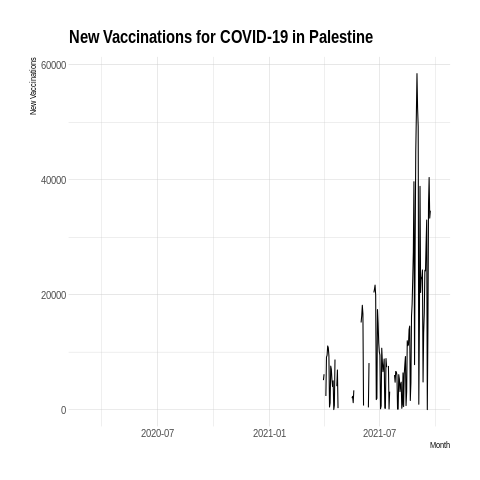 New Vaccinations for COVID-19 in Palestine
New Vaccinations
60000
40000
20000
0
2020-07 2021-01 2021-07
Month